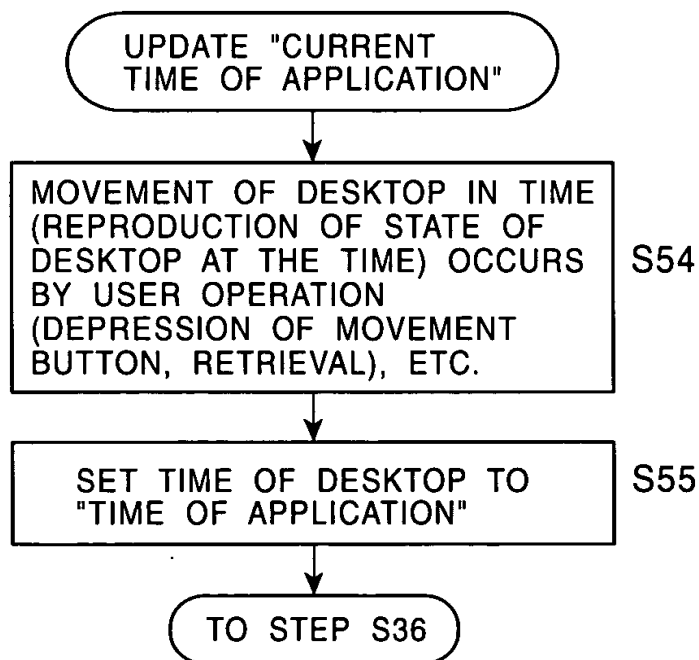 UPDATE "CURRENT
TIME OF APPLICATION"
MOVEMENT OF DESKTOP IN TIME
(REPRODUCTION OF STATE OF
DESKTOP AT THE TIME) OCCURS
BY USER OPERATION
(DEPRESSION OF MOVEMENT
BUTTON, RETRIEVAL), ETC.
S54
SET TIME OF DESKTOP TO
"TIME OF APPLICATION"
S55
TO STEP S36